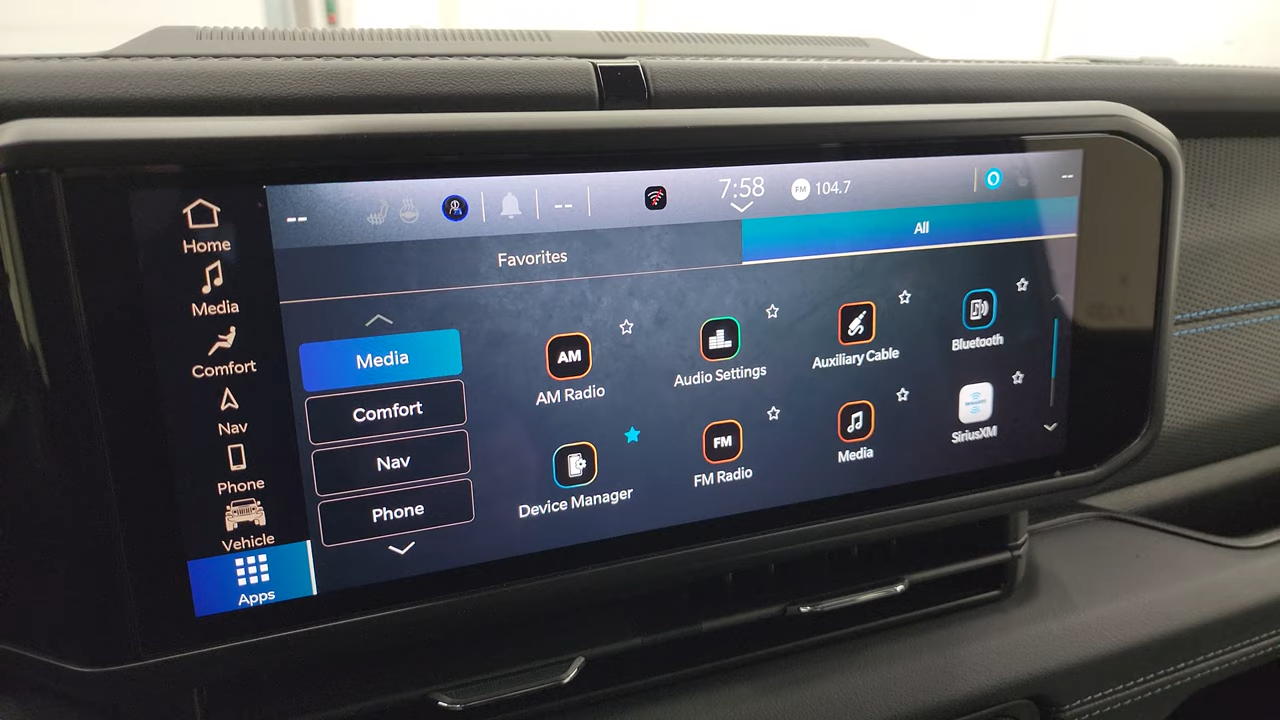 --
--
7:58
FM
104.7
--
Home
Media
Comfort
Nav
Phone
Vehicle
Apps
Favorites
All
Media
Comfort
Nav
Phone
AM
AM Radio
Audio Settings
Auxiliary Cable
Bluetooth
Device Manager
FM
FM Radio
Media
SiriusXM